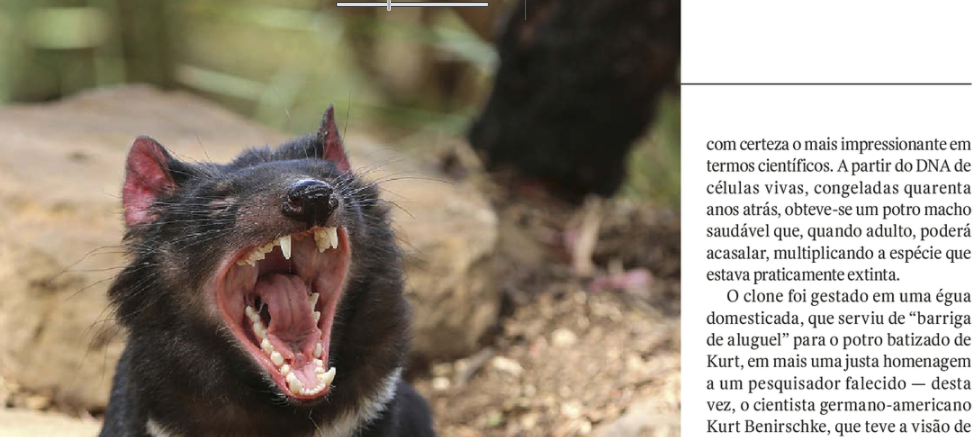 com certeza o mais impressionante em
termos científicos. A partir do DNA de
células vivas, congeladas quarenta
anos atrás, obteve-se um potro macho
saudável que, quando adulto, poderá
acasalar, multiplicando a espécie que
estava praticamente extinta.
O clone foi gestado em uma égua
domesticada, que serviu de “barriga
de aluguel” para o potro batizado de
Kurt, em mais uma justa homenagem
a um pesquisador falecido — desta
vez, o cientista germano-americano
Kurt Benirschke, que teve a visão de